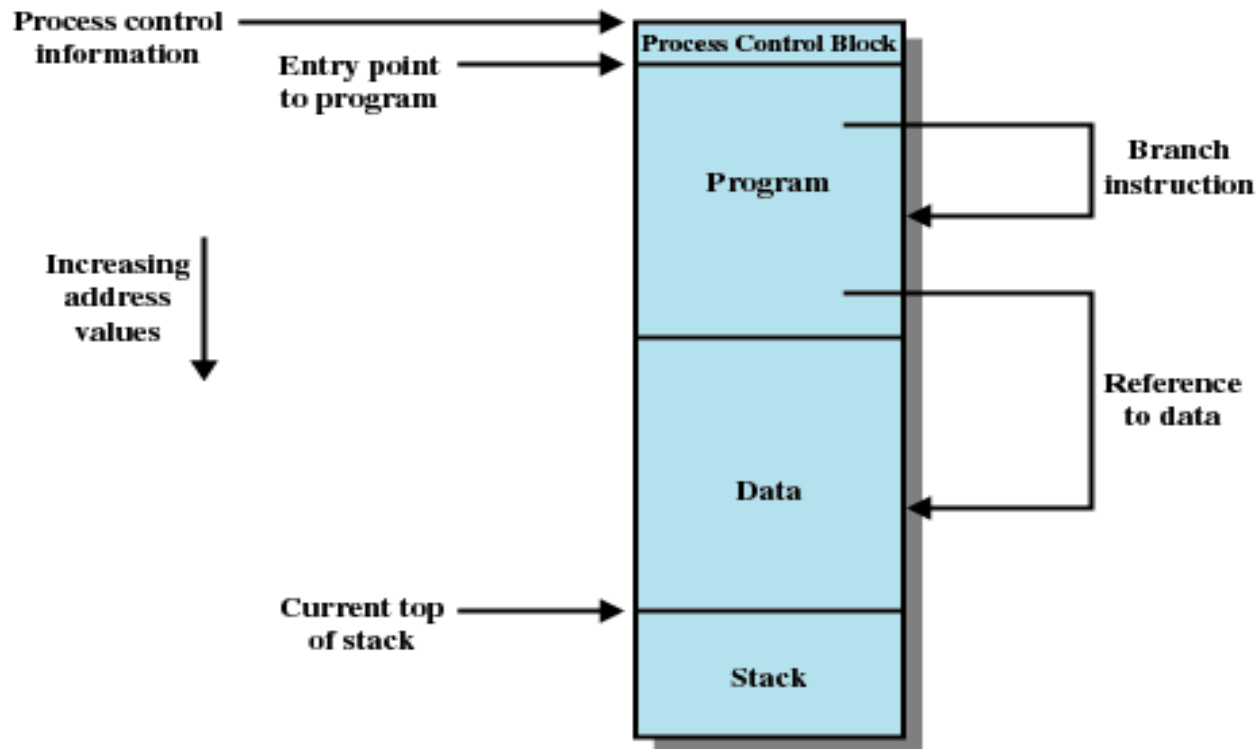 Process control
information
Process Control Block
Entry point
to program
Branch
instruction
Program
Increasing
address
values
Reference
to data
Data
Current top
of stack
Stack